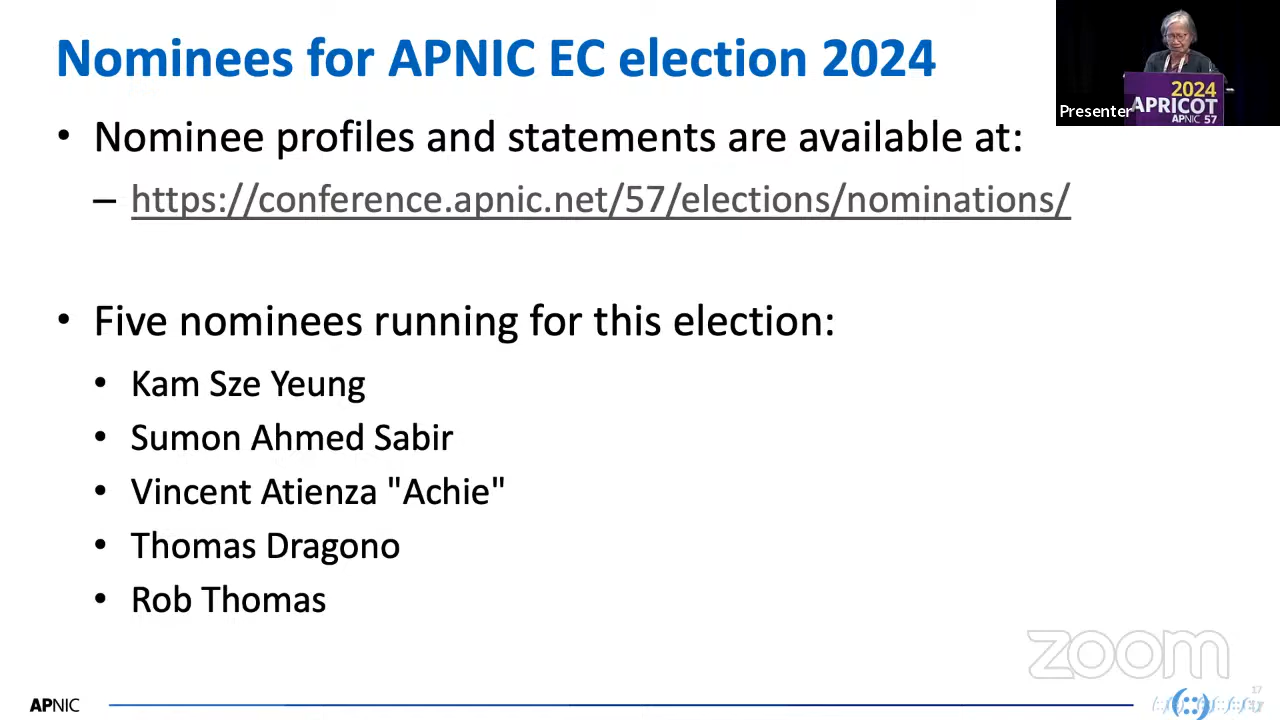 Nominees for APNIC EC election 2024
• Nominee profiles and statements are available at:
– https://conference.apnic.net/57/elections/nominations/
• Five nominees running for this election:
• Kam Sze Yeung
• Sumon Ahmed Sabir
• Vincent Atienza "Achie"
• Thomas Dragono
• Rob Thomas
Presenter
2024
APRICOT
APNIC 57
zoom
APNIC
17